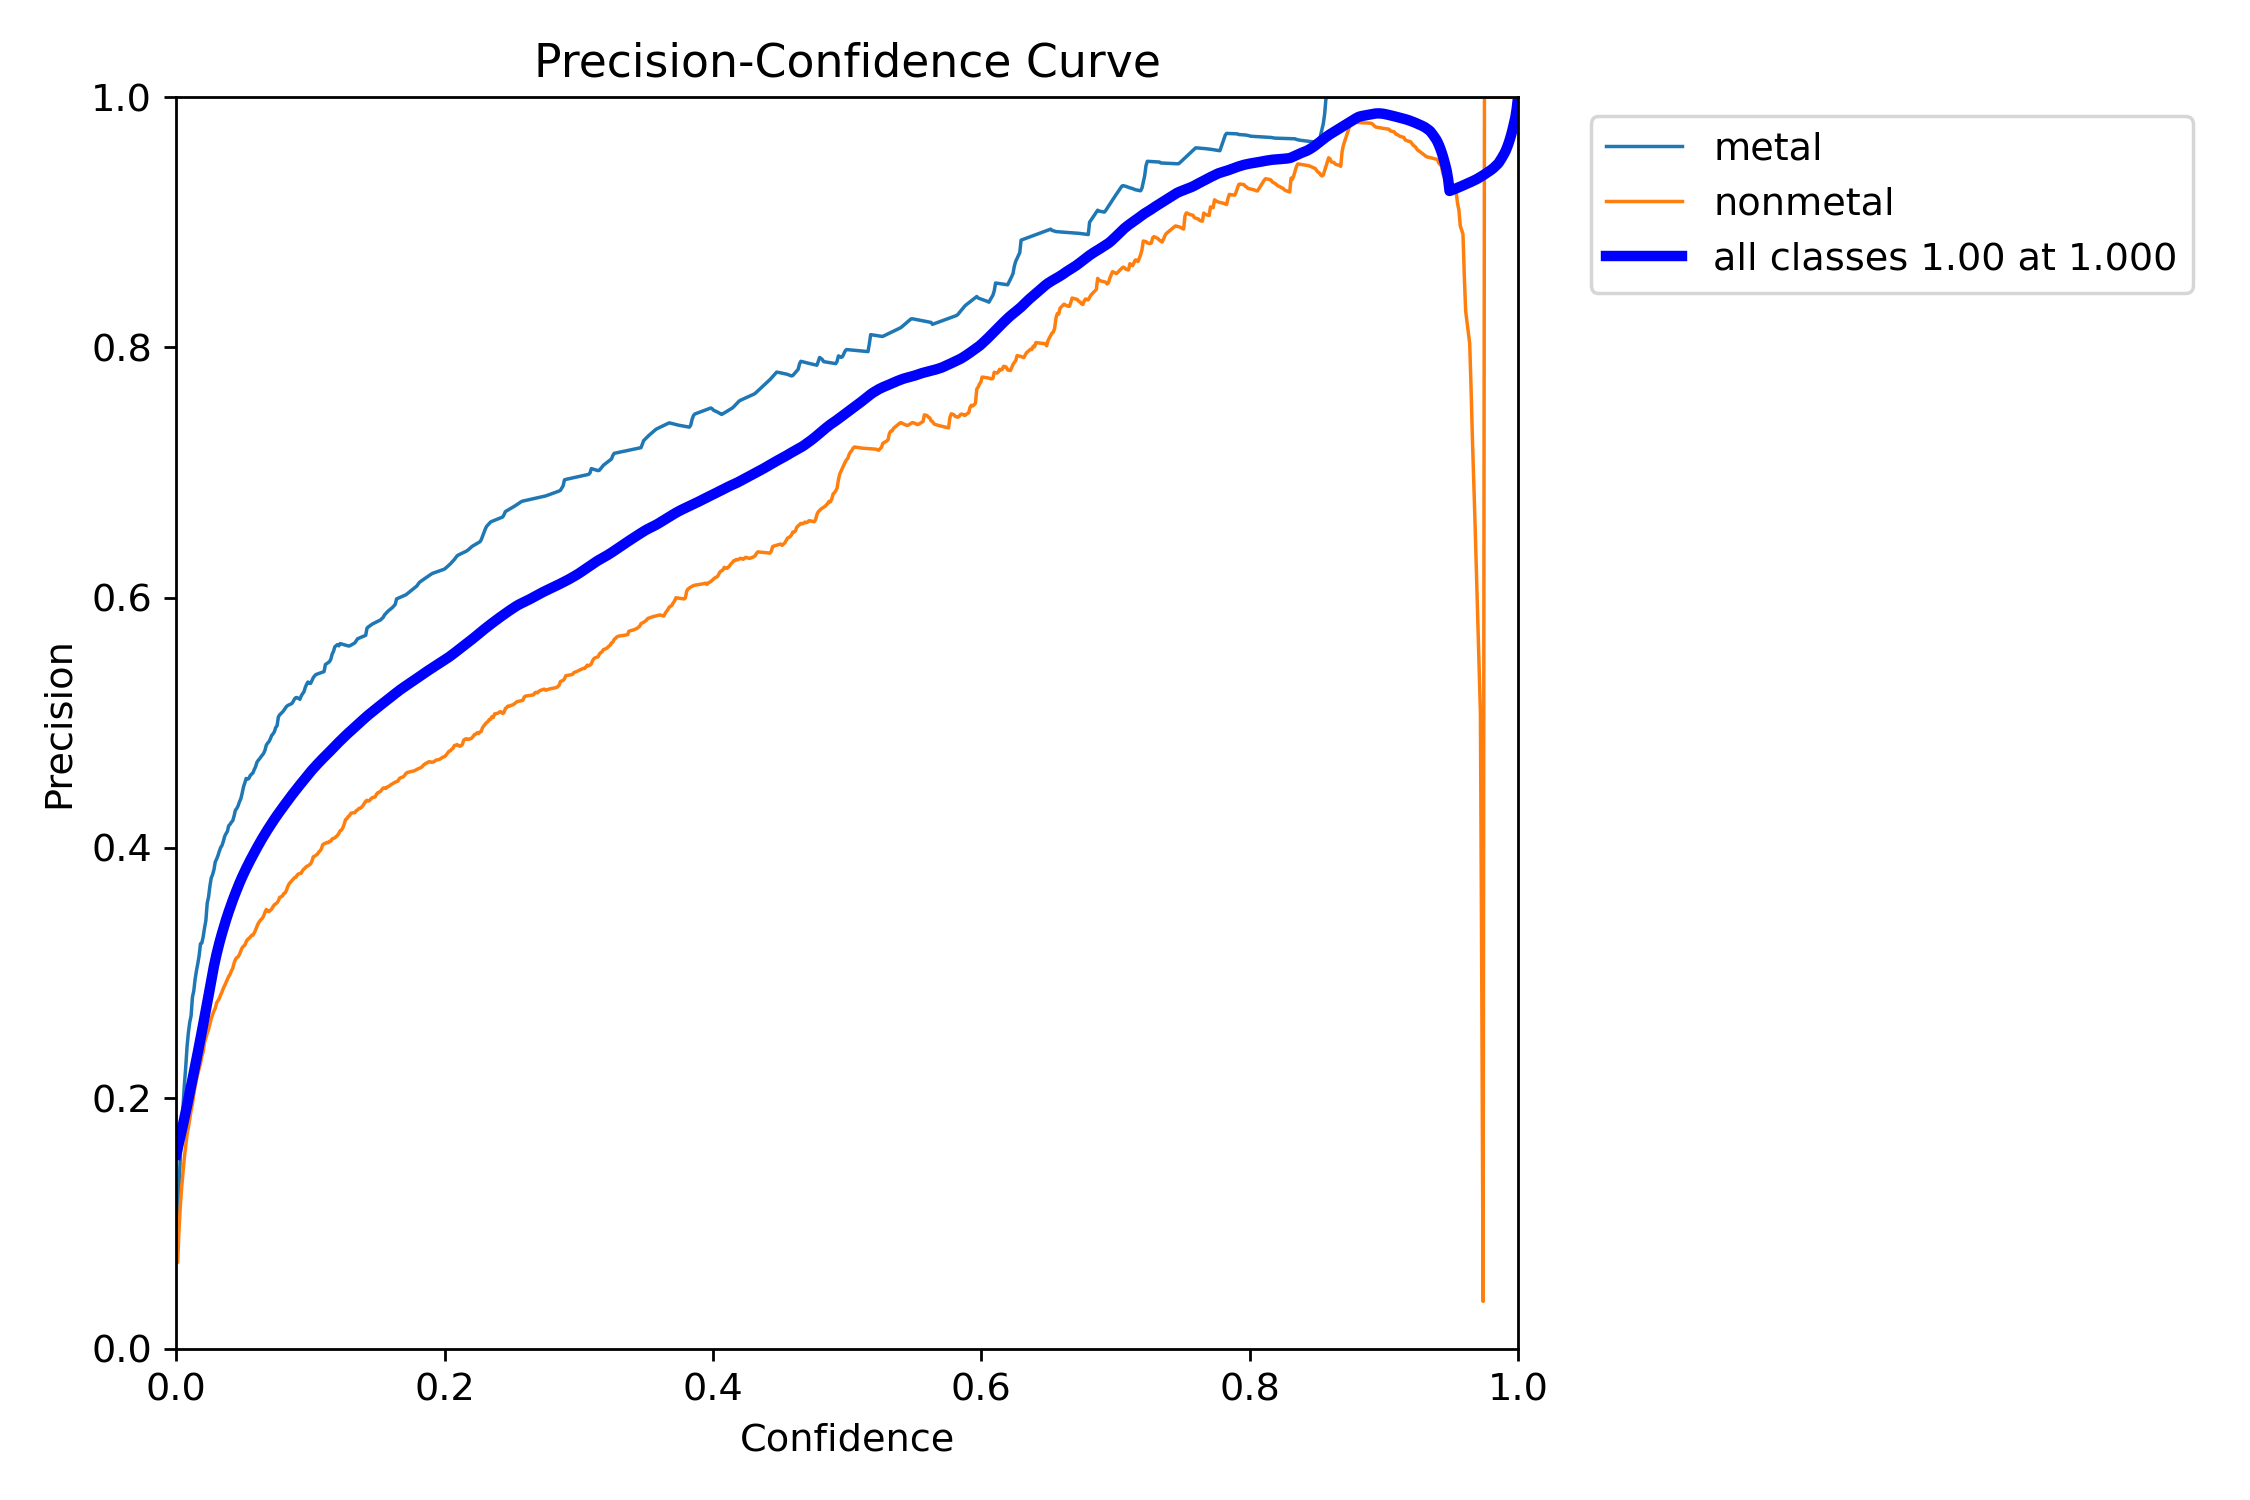 Precision-Confidence Curve
metal
nonmetal
all classes 1.00 at 1.000
Precision
1.0
0.8
0.6
0.4
0.2
0.0
0.0 0.2 0.4 0.6 0.8 1.0
Confidence